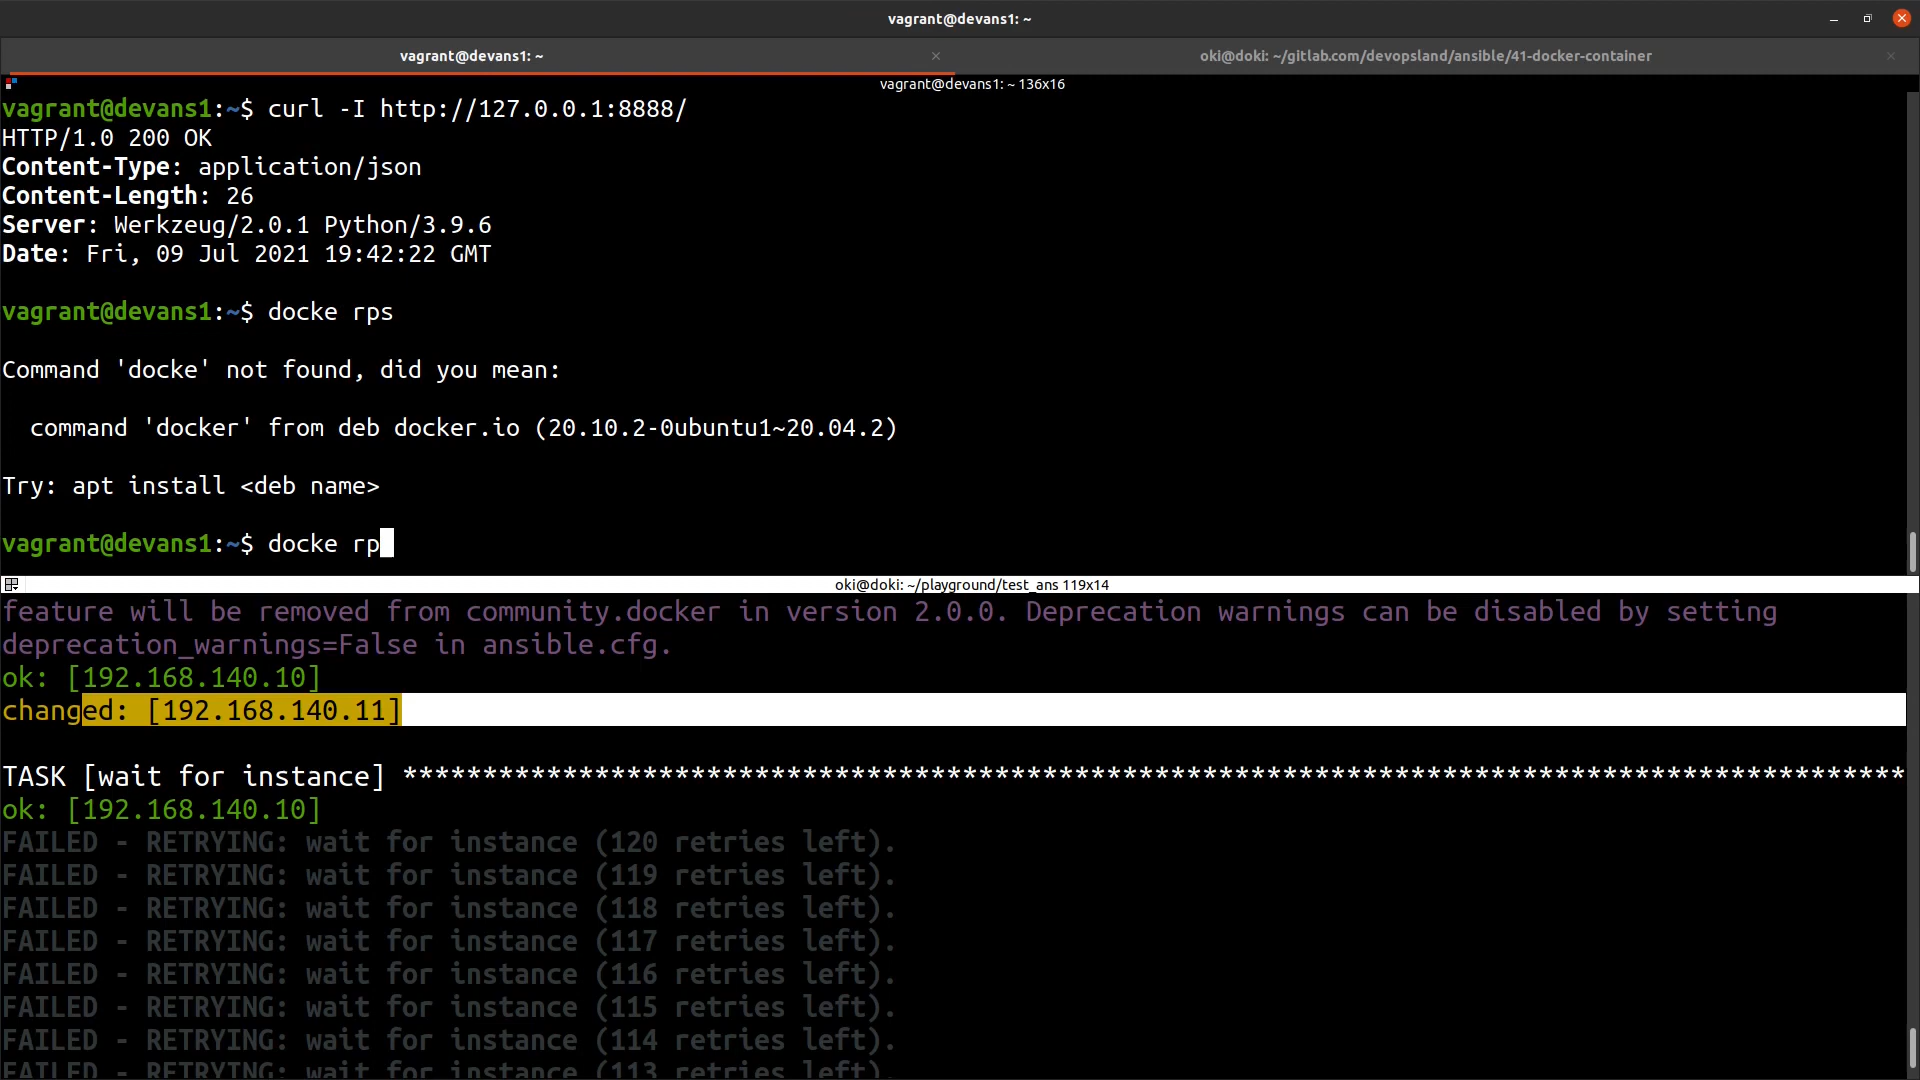 vagrant@devans1: ~
vagrant@devans1: ~
oki@doki: ~/gitlab.com/devopsland/ansible/41-docker-container
vagrant@devans1: ~ 136x16
vagrant@devans1:~$ curl -I http://127.0.0.1:8888/
HTTP/1.0 200 OK
Content-Type: application/json
Content-Length: 26
Server: Werkzeug/2.0.1 Python/3.9.6
Date: Fri, 09 Jul 2021 19:42:22 GMT
vagrant@devans1:~$ docke rps
Command 'docke' not found, did you mean:
command 'docker' from deb docker.io (20.10.2-0ubuntu1~20.04.2)
Try: apt install <deb name>
vagrant@devans1:~$ docke rp
oki@doki: ~/playground/test_ans 119x14
feature will be removed from community.docker in version 2.0.0. Deprecation warnings can be disabled by setting
deprecation_warnings=False in ansible.cfg.
ok: [192.168.140.10]
changed: [192.168.140.11]
TASK [wait for instance] **********************************************************************************************
ok: [192.168.140.10]
FAILED - RETRYING: wait for instance (120 retries left).
FAILED - RETRYING: wait for instance (119 retries left).
FAILED - RETRYING: wait for instance (118 retries left).
FAILED - RETRYING: wait for instance (117 retries left).
FAILED - RETRYING: wait for instance (116 retries left).
FAILED - RETRYING: wait for instance (115 retries left).
FAILED - RETRYING: wait for instance (114 retries left).
FAILED - RETRYING: wait for instance (113 retries left).